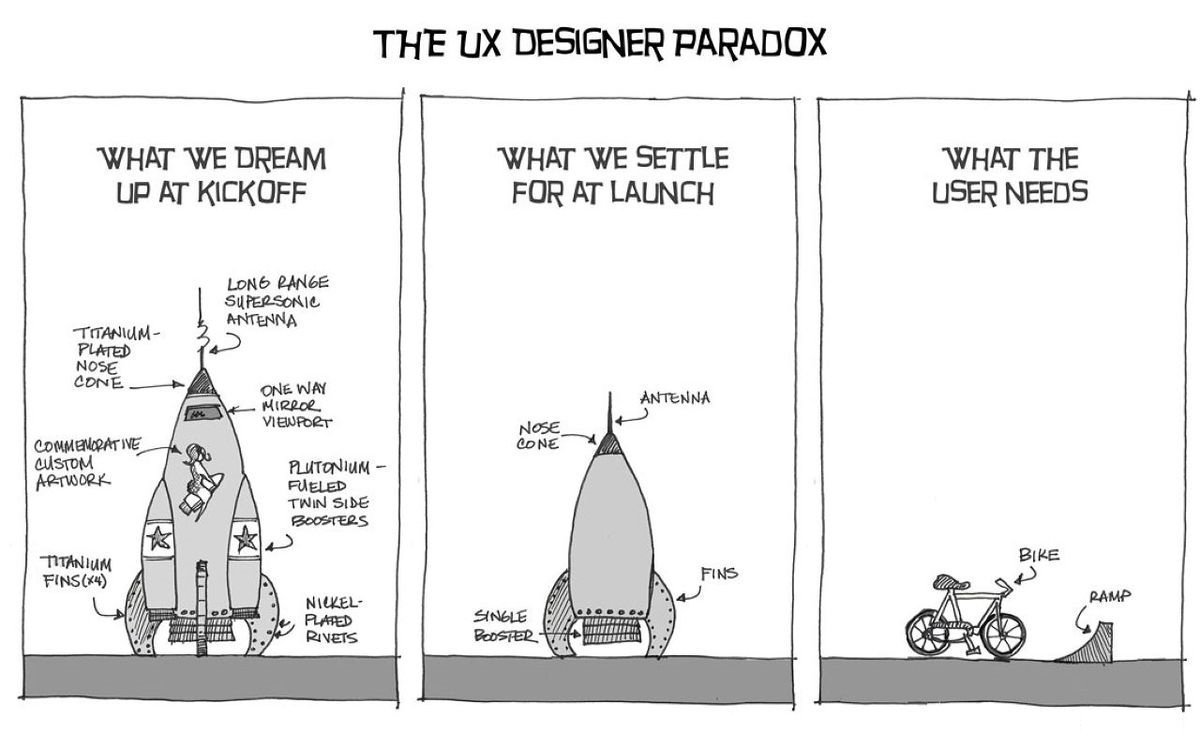 THE UX DESIGNER PARADOX
WHAT WE DREAM
UP AT KICKOFF
LONG RANGE
SUPERSONIC
ANTENNA
TITANIUM-
PLATED
NOSE
CONE
ONE WAY
MIRROR
VIEWPORT
COMMEMORATIVE
CUSTOM
ARTWORK
PLUTONIUM-
FUELED
TWIN SIDE
BOOSTERS
TITANIUM
FINS (x4)
NICKEL-
PLATED
RIVETS
WHAT WE SETTLE
FOR AT LAUNCH
ANTENNA
NOSE
CONE
FINS
SINGLE
BOOSTER
WHAT THE
USER NEEDS
BIKE
RAMP